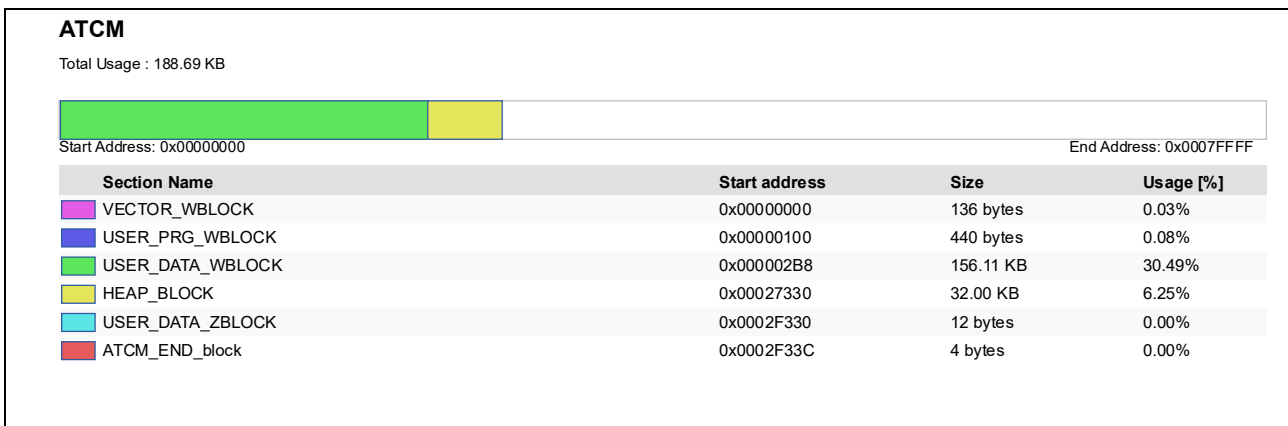 ATCM
Total Usage : 188.69 KB
Start Address: 0x00000000 End Address: 0x0007FFFF
Section Name Start address Size Usage [%]
VECTOR_WBLOCK 0x00000000 136 bytes 0.03%
USER_PRG_WBLOCK 0x00000100 440 bytes 0.08%
USER_DATA_WBLOCK 0x000002B8 156.11 KB 30.49%
HEAP_BLOCK 0x00027330 32.00 KB 6.25%
USER_DATA_ZBLOCK 0x0002F330 12 bytes 0.00%
ATCM_END_block 0x0002F33C 4 bytes 0.00%